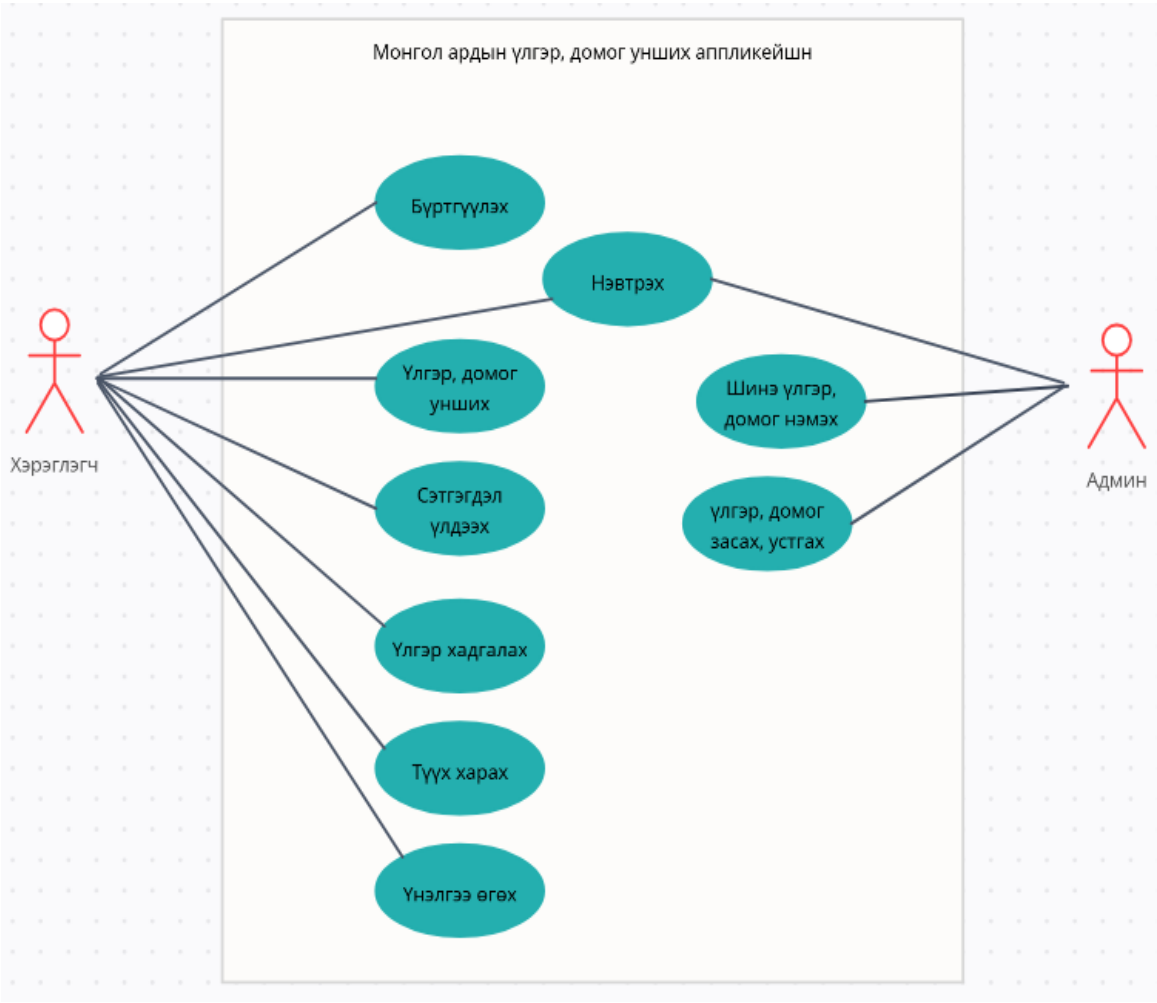 Монгол ардын үлгэр, домог унших аппликейшн
Бүртгүүлэх
Нэвтрэх
Үлгэр, домог
унших
Шинэ үлгэр,
домог нэмэх
Хэрэглэгч
Админ
Сэтгэгдэл
үлдээх
үлгэр, домог
засах, устгах
Үлгэр хадгалах
Түүх харах
Үнэлгээ өгөх